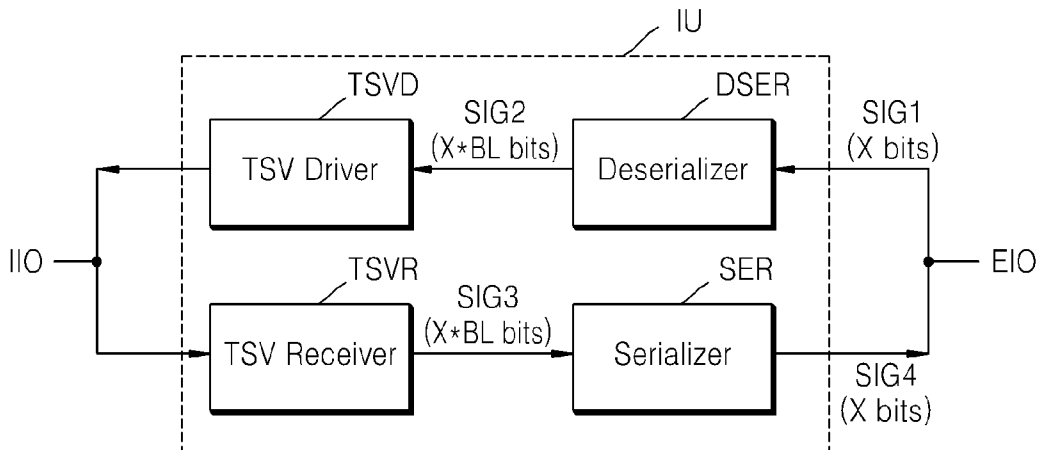 IU
TSVD
DSER
SIG2
(X*BL bits)
SIG1
(X bits)
TSV Driver
Deserializer
IIO
EIO
TSVR
SER
SIG3
(X*BL bits)
TSV Receiver
Serializer
SIG4
(X bits)